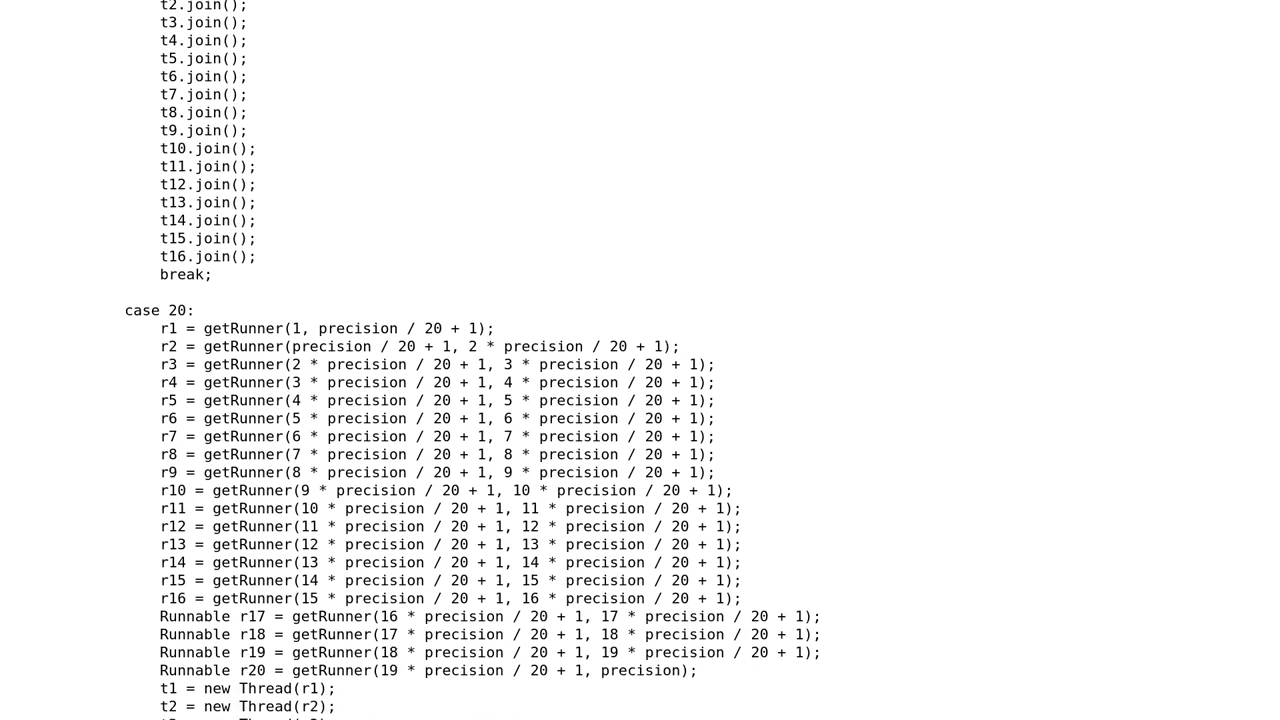 t2.join();
t3.join();
t4.join();
t5.join();
t6.join();
t7.join();
t8.join();
t9.join();
t10.join();
t11.join();
t12.join();
t13.join();
t14.join();
t15.join();
t16.join();
break;
case 20:
r1 = getRunner(1, precision / 20 + 1);
r2 = getRunner(precision / 20 + 1, 2 * precision / 20 + 1);
r3 = getRunner(2 * precision / 20 + 1, 3 * precision / 20 + 1);
r4 = getRunner(3 * precision / 20 + 1, 4 * precision / 20 + 1);
r5 = getRunner(4 * precision / 20 + 1, 5 * precision / 20 + 1);
r6 = getRunner(5 * precision / 20 + 1, 6 * precision / 20 + 1);
r7 = getRunner(6 * precision / 20 + 1, 7 * precision / 20 + 1);
r8 = getRunner(7 * precision / 20 + 1, 8 * precision / 20 + 1);
r9 = getRunner(8 * precision / 20 + 1, 9 * precision / 20 + 1);
r10 = getRunner(9 * precision / 20 + 1, 10 * precision / 20 + 1);
r11 = getRunner(10 * precision / 20 + 1, 11 * precision / 20 + 1);
r12 = getRunner(11 * precision / 20 + 1, 12 * precision / 20 + 1);
r13 = getRunner(12 * precision / 20 + 1, 13 * precision / 20 + 1);
r14 = getRunner(13 * precision / 20 + 1, 14 * precision / 20 + 1);
r15 = getRunner(14 * precision / 20 + 1, 15 * precision / 20 + 1);
r16 = getRunner(15 * precision / 20 + 1, 16 * precision / 20 + 1);
Runnable r17 = getRunner(16 * precision / 20 + 1, 17 * precision / 20 + 1);
Runnable r18 = getRunner(17 * precision / 20 + 1, 18 * precision / 20 + 1);
Runnable r19 = getRunner(18 * precision / 20 + 1, 19 * precision / 20 + 1);
Runnable r20 = getRunner(19 * precision / 20 + 1, precision);
t1 = new Thread(r1);
t2 = new Thread(r2);